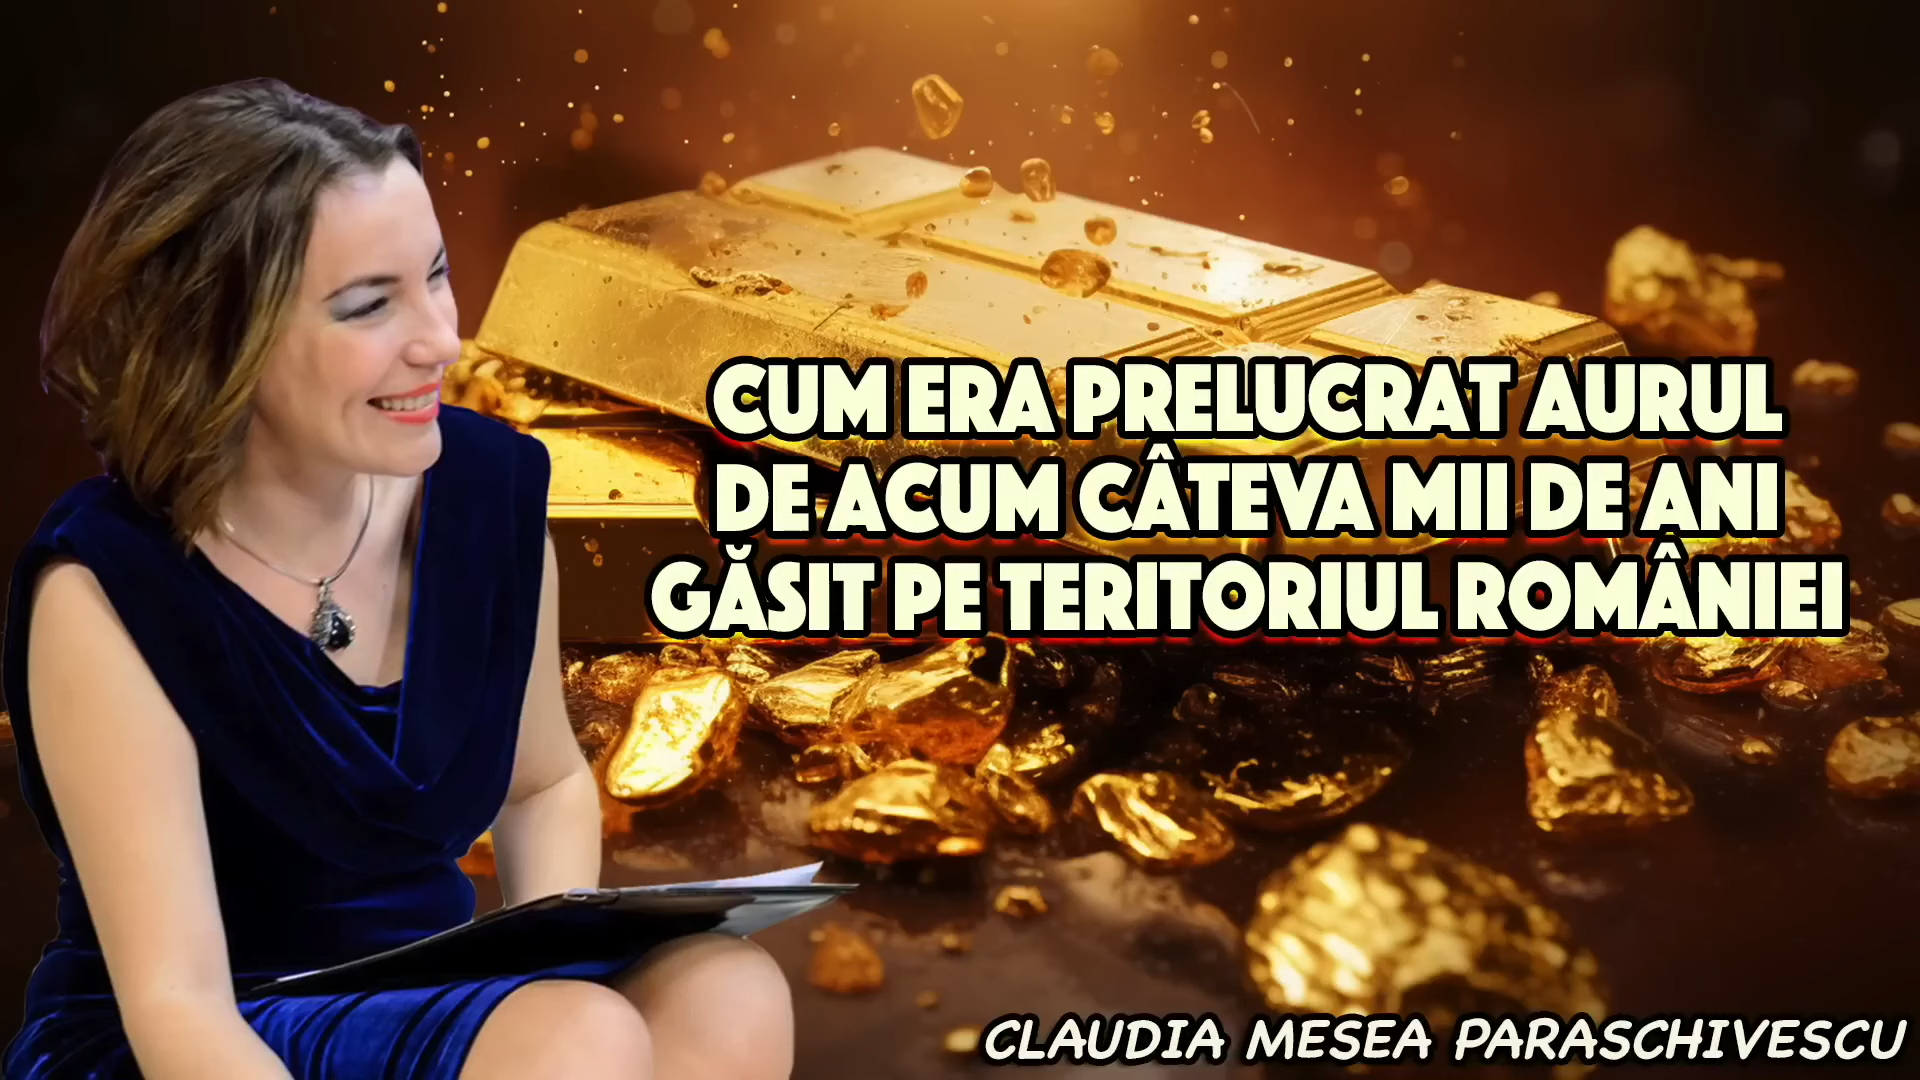 CUM ERA PRELUCRAT AURUL
DE ACUM CÂTEVA MII DE ANI
GĂSIT PE TERITORIUL ROMÂNIEI
CLAUDIA MESEA PARASCHIVESCU